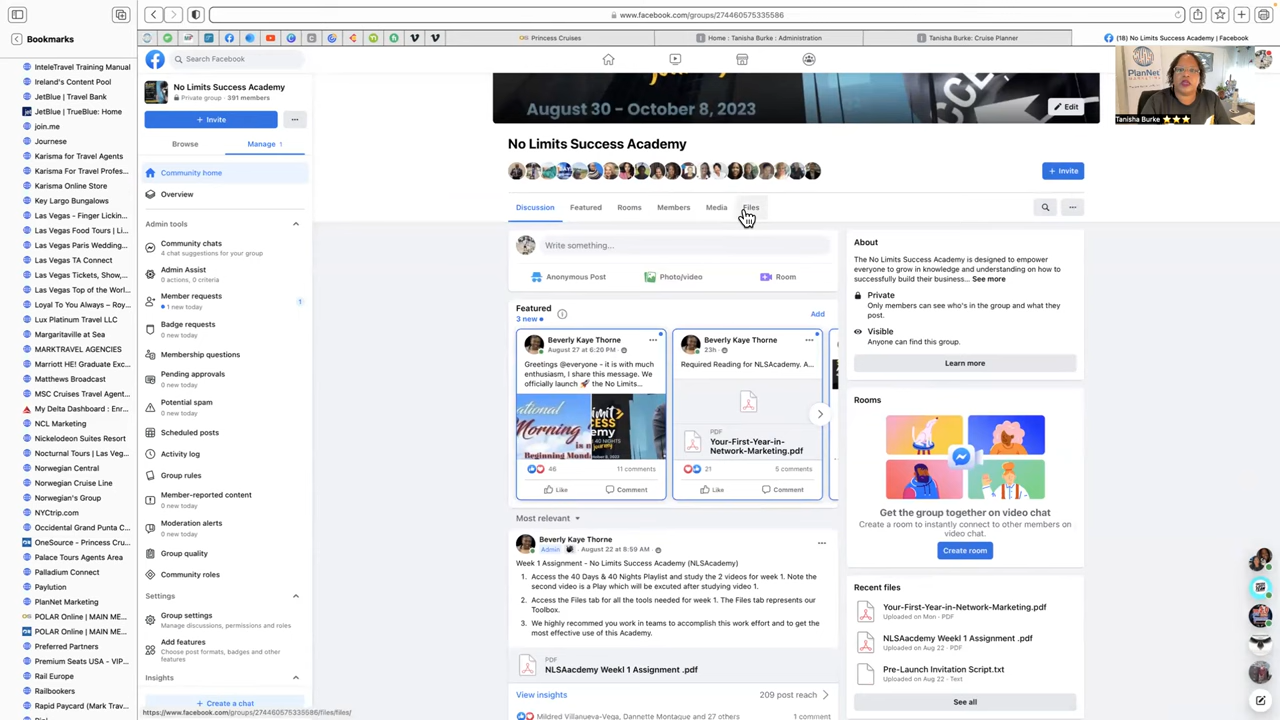 Bookmarks
InteleTravel Training Manual
Ireland's Content Pool
JetBlue | Travel Bank
JetBlue | TrueBlue: Home
join.me
Journese
Karisma for Travel Agents
Karisma For Travel Profes...
Karisma Online Store
Key Largo Bungalows
Las Vegas - Finger Lickin...
Las Vegas Food Tours | Li...
Las Vegas Paris Wedding...
Las Vegas TA Connect
Las Vegas Tickets, Show,...
Las Vegas Top of the Worl...
Loyal To You Always – Roy...
Lux Platinum Travel LLC
Margaritaville at Sea
MARKTRAVEL AGENCIES
Marriott HE! Graduate Exc...
Matthews Broadcast
MSC Cruises Travel Agent...
My Delta Dashboard : Enr...
NCL Marketing
Nickelodeon Suites Resort
Nocturnal Tours | Las Veg...
Norwegian Central
Norwegian Cruise Line
Norwegian's Group
NYCtrip.com
Occidental Grand Punta C...
OneSource - Princess Cru...
Palace Tours Agents Area
Palladium Connect
Paylution
PlanNet Marketing
POLAR Online | MAIN ME...
POLAR Online | MAIN ME...
Preferred Partners
Premium Seats USA - VIP...
Rail Europe
Railbookers
Rapid Paycard (Mark Trav...
www.facebook.com/groups/274460575335586
Princess Cruises
Home : Tanisha Burke : Administration
Tanisha Burke: Cruise Planner
(18) No Limits Success Academy | Facebook
Search Facebook
No Limits Success Academy
Private group · 391 members
+ Invite
Browse
Manage 1
Community home
Overview
Admin tools
Community chats
4 chat suggestions for your group
Admin Assist
0 actions, 0 criteria
Member requests
1 new today
1
Badge requests
0 new today
Membership questions
Pending approvals
0 new today
Potential spam
0 new today
Scheduled posts
Activity log
Group rules
Member-reported content
0 new today
Moderation alerts
0 new today
Group quality
Community roles
Settings
Group settings
Manage discussions, permissions and roles
Add features
Choose post formats, badges and other features
Insights
+ Create a chat
https://www.facebook.com/groups/274460575335586/files/files/
August 30 - October 8, 2023
Edit
No Limits Success Academy
+ Invite
Discussion
Featured
Rooms
Members
Media
Files
Write something...
Anonymous Post
Photo/video
Room
Featured
3 new
Add
Beverly Kaye Thorne
August 27 at 6:20 PM
Greetings @everyone - it is with much
enthusiasm, I share this message. We
officially launch 🚀 the No Limits...
46
11 comments
Like
Comment
Beverly Kaye Thorne
23h
Required Reading for NLSAcademy. A...
PDF
Your-First-Year-in-
Network-Marketing.pdf
21
5 comments
Like
Comment
Most relevant
Beverly Kaye Thorne
Admin
August 22 at 8:59 AM
Week 1 Assignment - No Limits Success Academy (NLSAcademy)
1. Access the 40 Days & 40 Nights Playlist and study the 2 videos for week 1. Note the
second video is a Play which will be excuted after studying video 1.
2. Access the Files tab for all the tools needed for week 1. The Files tab represents our
Toolbox.
3. We highly recommed you work in teams to accomplish this work effort and to get the
most effective use of this Academy.
PDF
NLSAacdemy Weekl 1 Assignment .pdf
View insights
209 post reach
Mildred Villanueva-Vega, Dannette Montague and 27 others
1 comment
About
The No Limits Success Academy is designed to empower
everyone to grow in knowledge and understanding on how to
successfully build their business... See more
Private
Only members can see who's in the group and what they
post.
Visible
Anyone can find this group.
Learn more
Rooms
Get the group together on video chat
Create a room to instantly connect to other members on
video chat.
Create room
Recent files
Your-First-Year-in-Network-Marketing.pdf
Uploaded on Mon · PDF
NLSAacdemy Weekl 1 Assignment .pdf
Uploaded on Aug 22 · PDF
Pre-Launch Invitation Script.txt
Uploaded on Aug 22 · Text
See all
PlanNet
Tanisha Burke